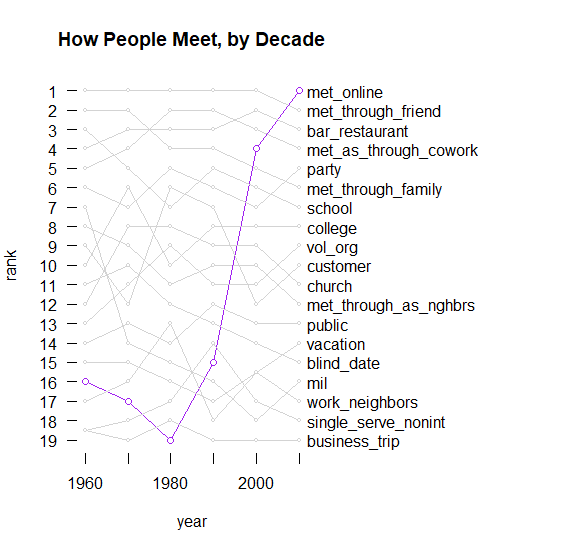 How People Meet, by Decade
1 met_online
2 met_through_friend
3 bar_restaurant
4 met_as_through_cowork
5 party
6 met_through_family
7 school
8 college
9 vol_org
10 customer
11 church
12 met_through_as_nghbrs
13 public
14 vacation
15 blind_date
16 mil
17 work_neighbors
18 single_serve_nonint
19 business_trip
rank
1960 1980 2000
year